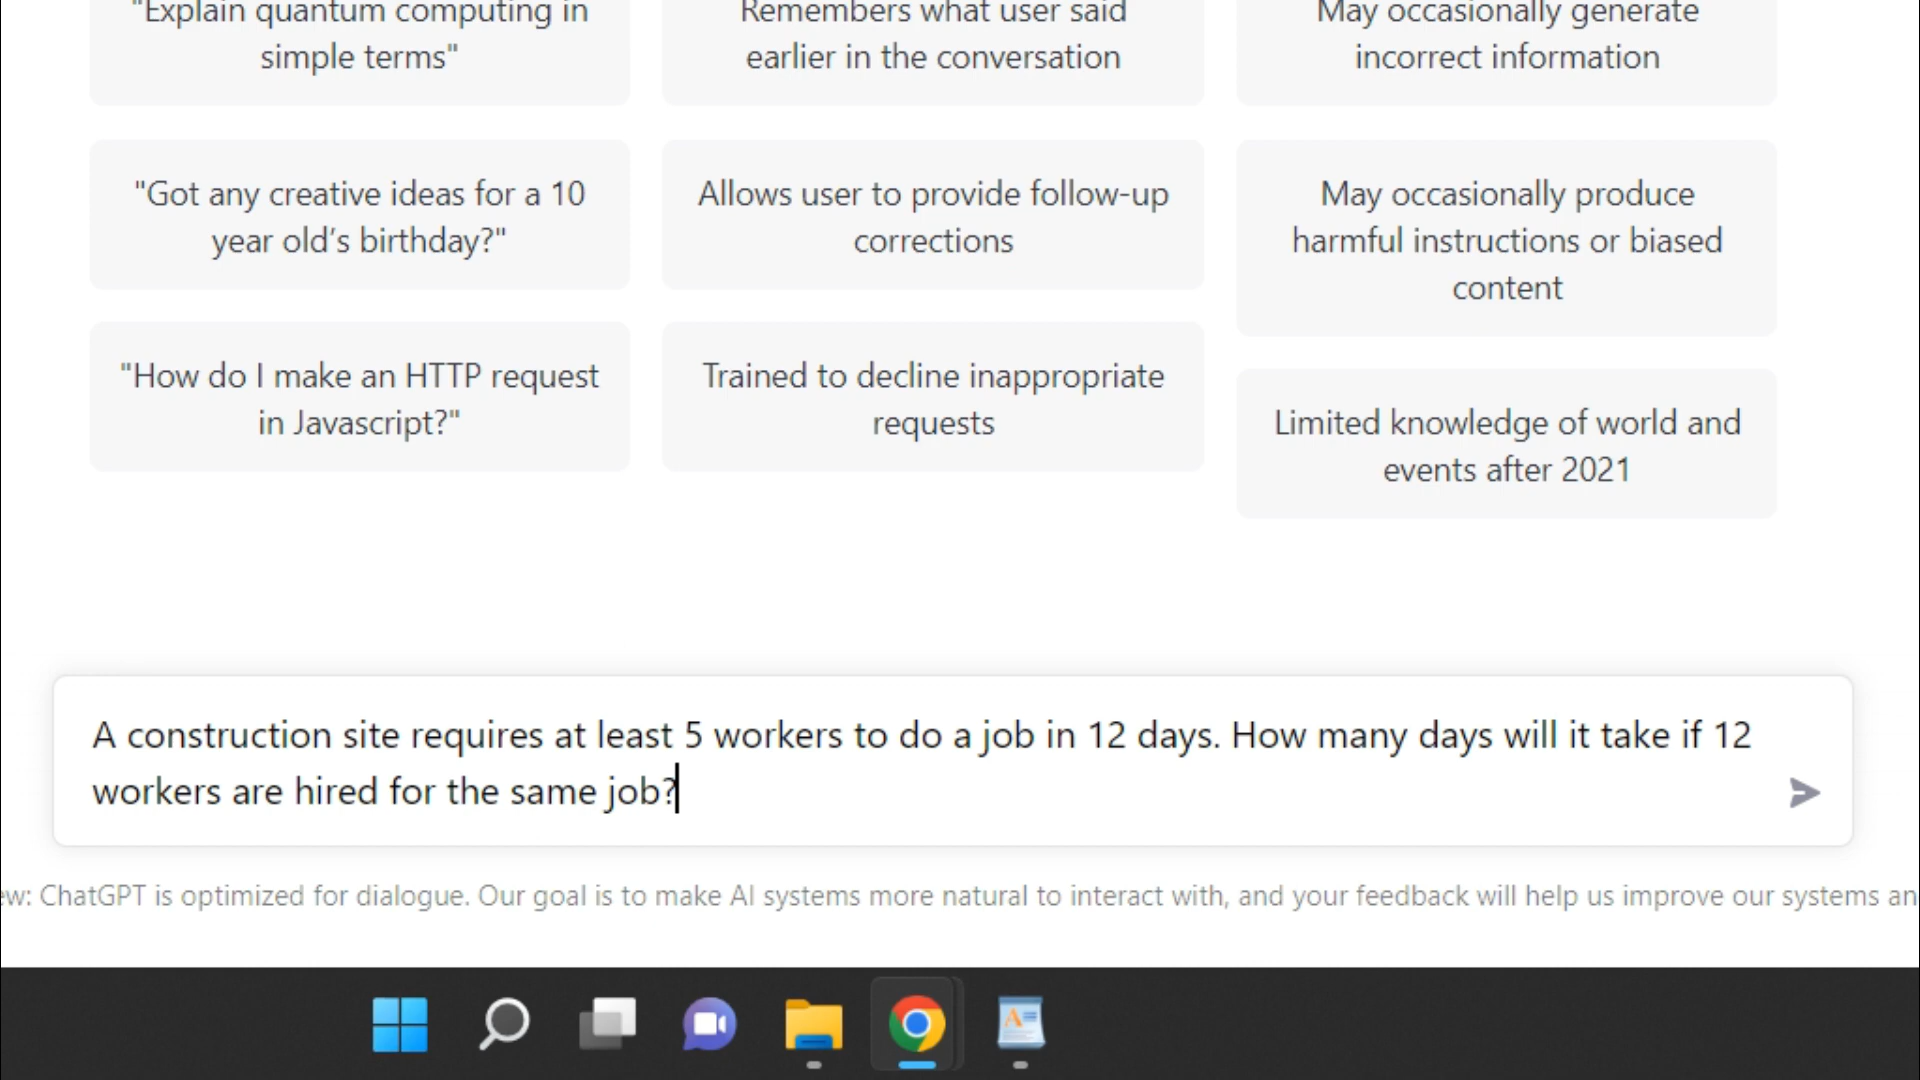 "Explain quantum computing in
simple terms"
Remembers what user said
earlier in the conversation
May occasionally generate
incorrect information
"Got any creative ideas for a 10
year old’s birthday?"
Allows user to provide follow-up
corrections
May occasionally produce
harmful instructions or biased
content
"How do I make an HTTP request
in Javascript?"
Trained to decline inappropriate
requests
Limited knowledge of world and
events after 2021
A construction site requires at least 5 workers to do a job in 12 days. How many days will it take if 12
workers are hired for the same job?
ChatGPT is optimized for dialogue. Our goal is to make AI systems more natural to interact with, and your feedback will help us improve our systems